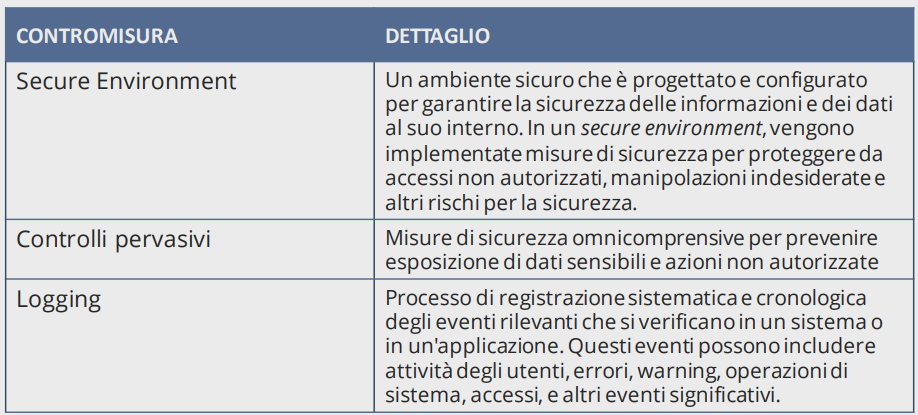 CONTROMISURA DETTAGLIO
Secure Environment
Un ambiente sicuro che è progettato e configurato
per garantire la sicurezza delle informazioni e dei dati
al suo interno. In un secure environment, vengono
implementate misure di sicurezza per proteggere da
accessi non autorizzati, manipolazioni indesiderate e
altri rischi per la sicurezza.
Controlli pervasivi
Misure di sicurezza omnicomprensive per prevenire
esposizione di dati sensibili e azioni non autorizzate
Logging
Processo di registrazione sistematica e cronologica
degli eventi rilevanti che si verificano in un sistema o
in un'applicazione. Questi eventi possono includere
attività degli utenti, errori, warning, operazioni di
sistema, accessi, e altri eventi significativi.